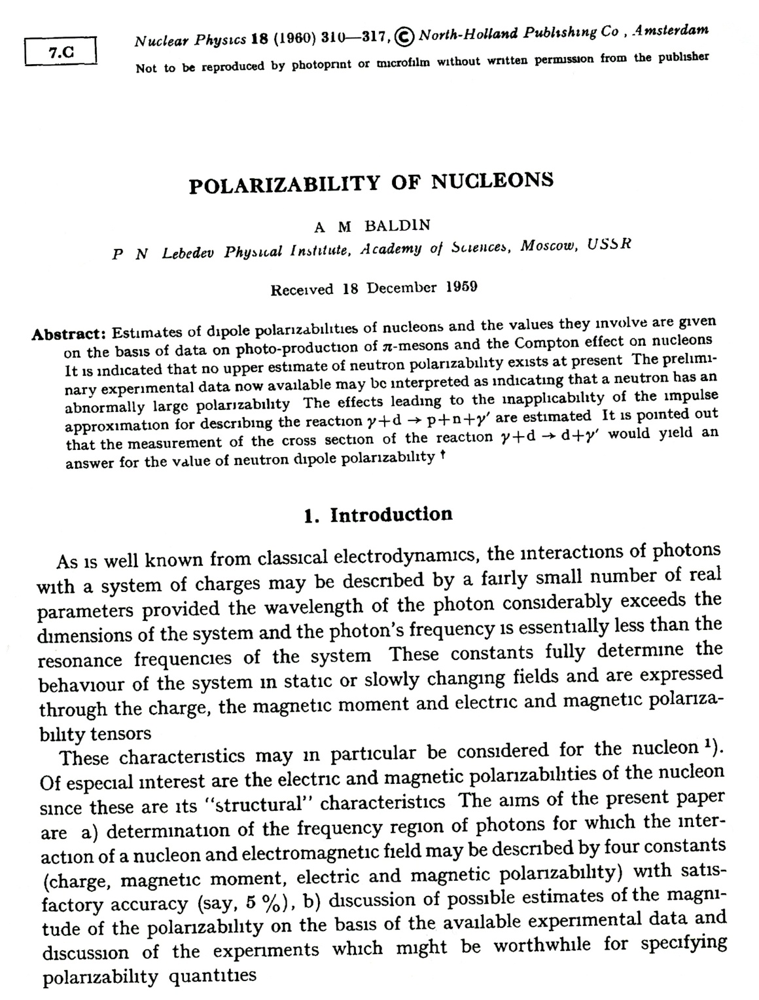 7.C
Nuclear Physics 18 (1960) 310—317, © North-Holland Publishing Co , Amsterdam
Not to be reproduced by photoprint or microfilm without written permission from the publisher
POLARIZABILITY OF NUCLEONS
A M BALDIN
P N Lebedev Physical Institute, Academy of Sciences, Moscow, USSR
Received 18 December 1959
Abstract: Estimates of dipole polarizabilities of nucleons and the values they involve are given
on the basis of data on photo-production of π-mesons and the Compton effect on nucleons
It is indicated that no upper estimate of neutron polarizability exists at present The prelimi-
nary experimental data now available may be interpreted as indicating that a neutron has an
abnormally large polarizability The effects leading to the inapplicability of the impulse
approximation for describing the reaction γ+d → p+n+γ′ are estimated It is pointed out
that the measurement of the cross section of the reaction γ+d → d+γ′ would yield an
answer for the value of neutron dipole polarizability †
1. Introduction
As is well known from classical electrodynamics, the interactions of photons
with a system of charges may be described by a fairly small number of real
parameters provided the wavelength of the photon considerably exceeds the
dimensions of the system and the photon's frequency is essentially less than the
resonance frequencies of the system These constants fully determine the
behaviour of the system in static or slowly changing fields and are expressed
through the charge, the magnetic moment and electric and magnetic polariza-
bility tensors
These characteristics may in particular be considered for the nucleon ¹).
Of especial interest are the electric and magnetic polarizabilities of the nucleon
since these are its "structural" characteristics The aims of the present paper
are a) determination of the frequency region of photons for which the inter-
action of a nucleon and electromagnetic field may be described by four constants
(charge, magnetic moment, electric and magnetic polarizability) with satis-
factory accuracy (say, 5 %), b) discussion of possible estimates of the magni-
tude of the polarizability on the basis of the available experimental data and
discussion of the experiments which might be worthwhile for specifying
polarizability quantities